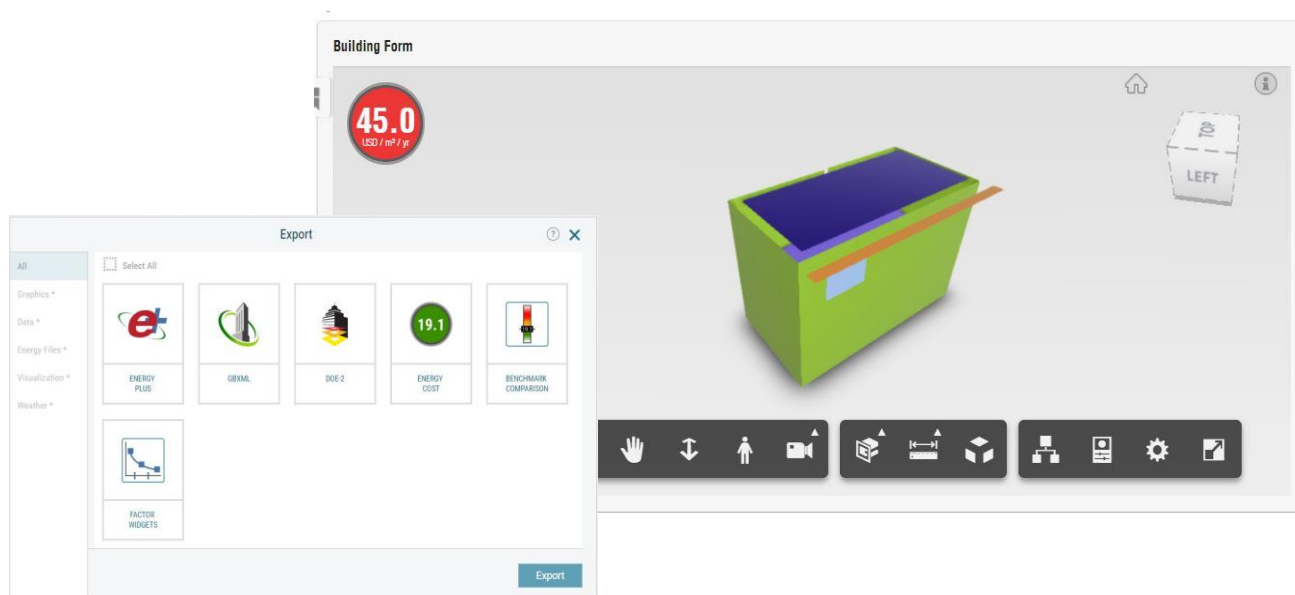 Building Form
45.0
USD / m² / yr
TOP
LEFT
Export
All
Select All
Graphics *
Data *
Energy Files *
Visualization *
Weather *
ENERGY
PLUS
GBXML
DOE-2
19.1
ENERGY
COST
BENCHMARK
COMPARISON
FACTOR
WIDGETS
Export